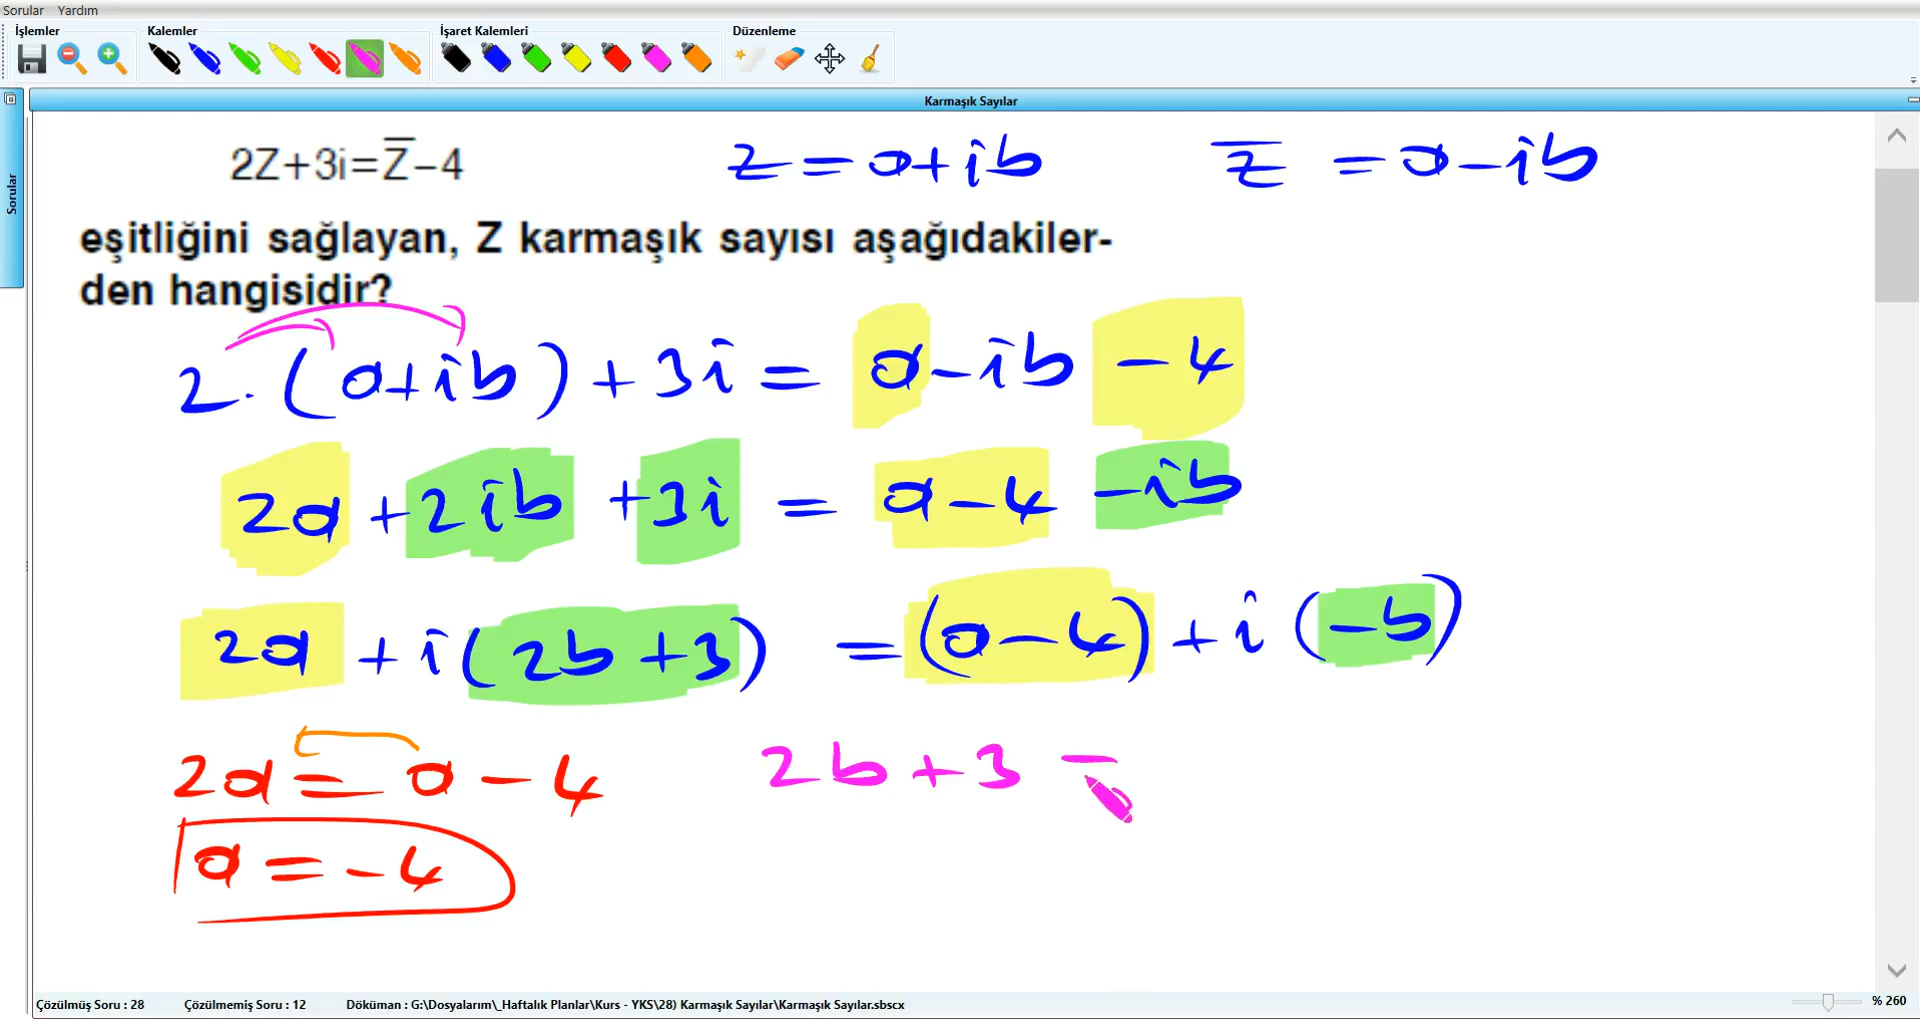 Sorular Yardım
İşlemler Kalemler İşaret Kalemleri Düzenleme
Karmaşık Sayılar
Sorular
2Z+3i=Z̅-4 z=a+ib z̅=a-ib
eşitliğini sağlayan, Z karmaşık sayısı aşağıdakiler-
den hangisidir?
2.(a+ib)+3i=a-ib-4
2a+2ib+3i=a-4-ib
2a+i(2b+3)=(a-4)+i(-b)
2a=a-4 2b+3 =
a=-4
Çözülmüş Soru : 28 Çözülmemiş Soru : 12 Döküman : G:\Dosyalarım\_Haftalık Planlar\Kurs - YKS\28) Karmaşık Sayılar\Karmaşık Sayılar.sbscx % 260